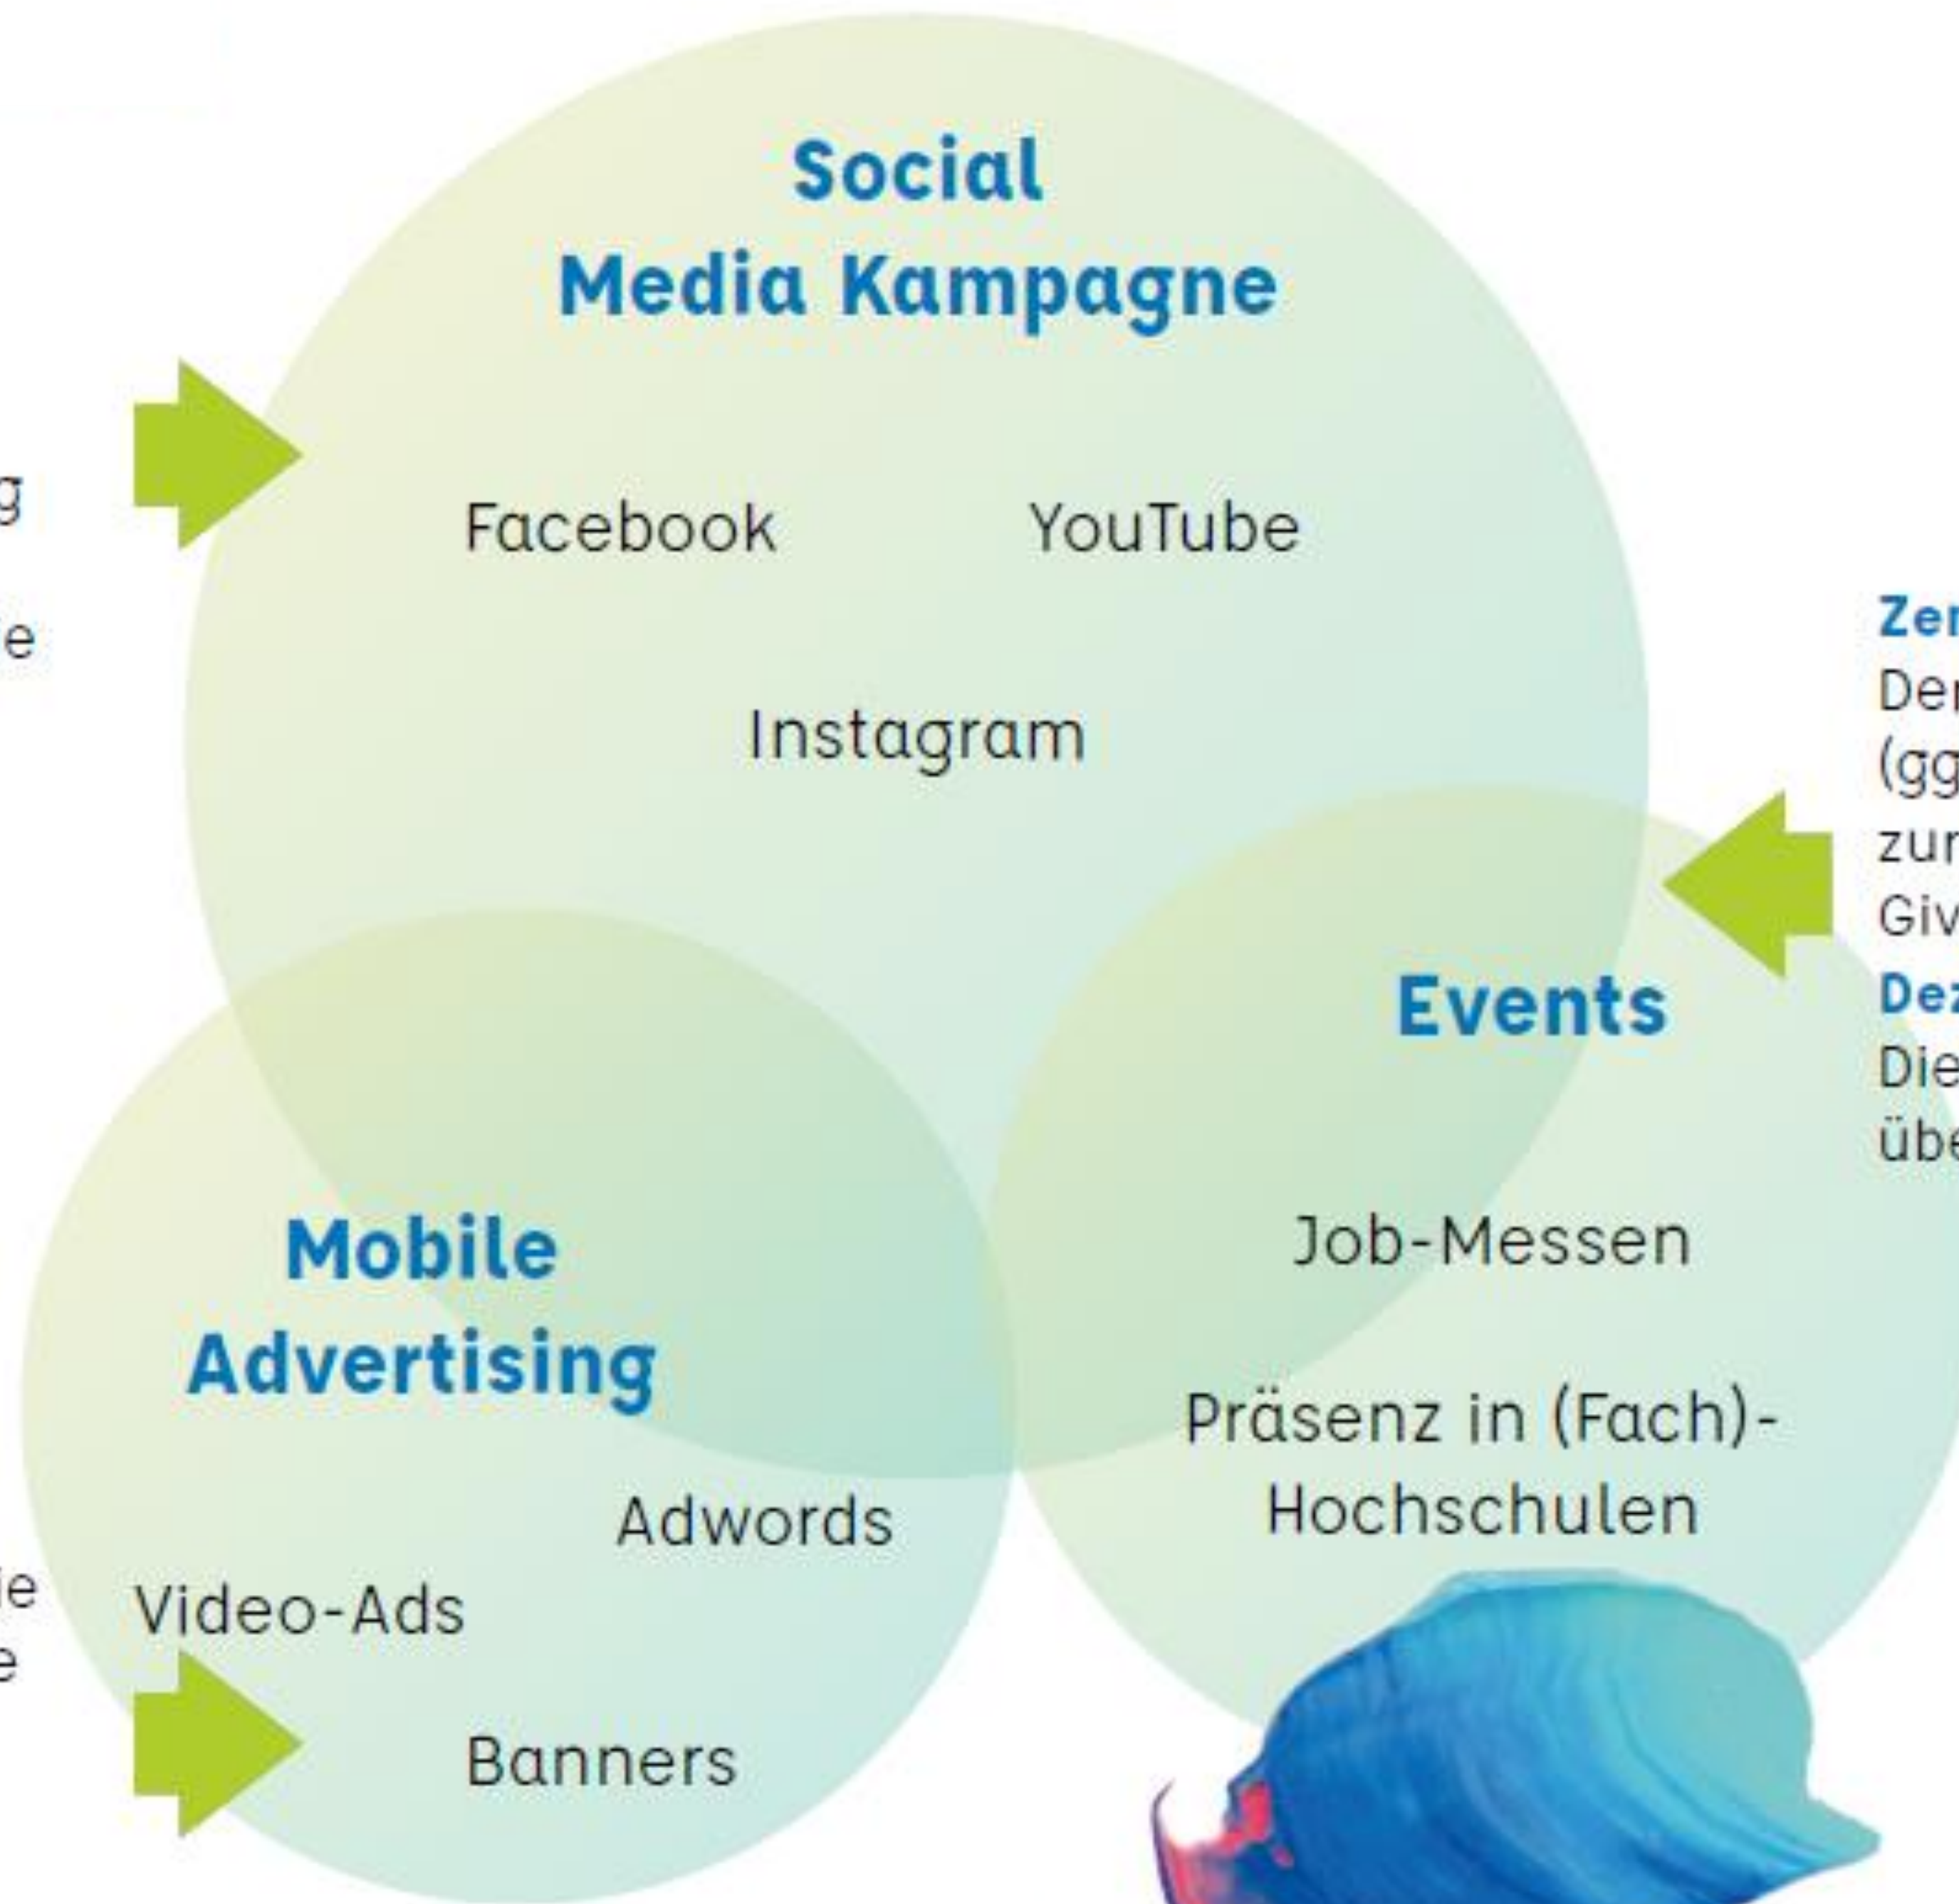 Social
Media Kampagne
Facebook
YouTube
Instagram
Events
Job-Messen
Präsenz in (Fach)-
Hochschulen
Mobile
Advertising
Adwords
Video-Ads
Banners
Die